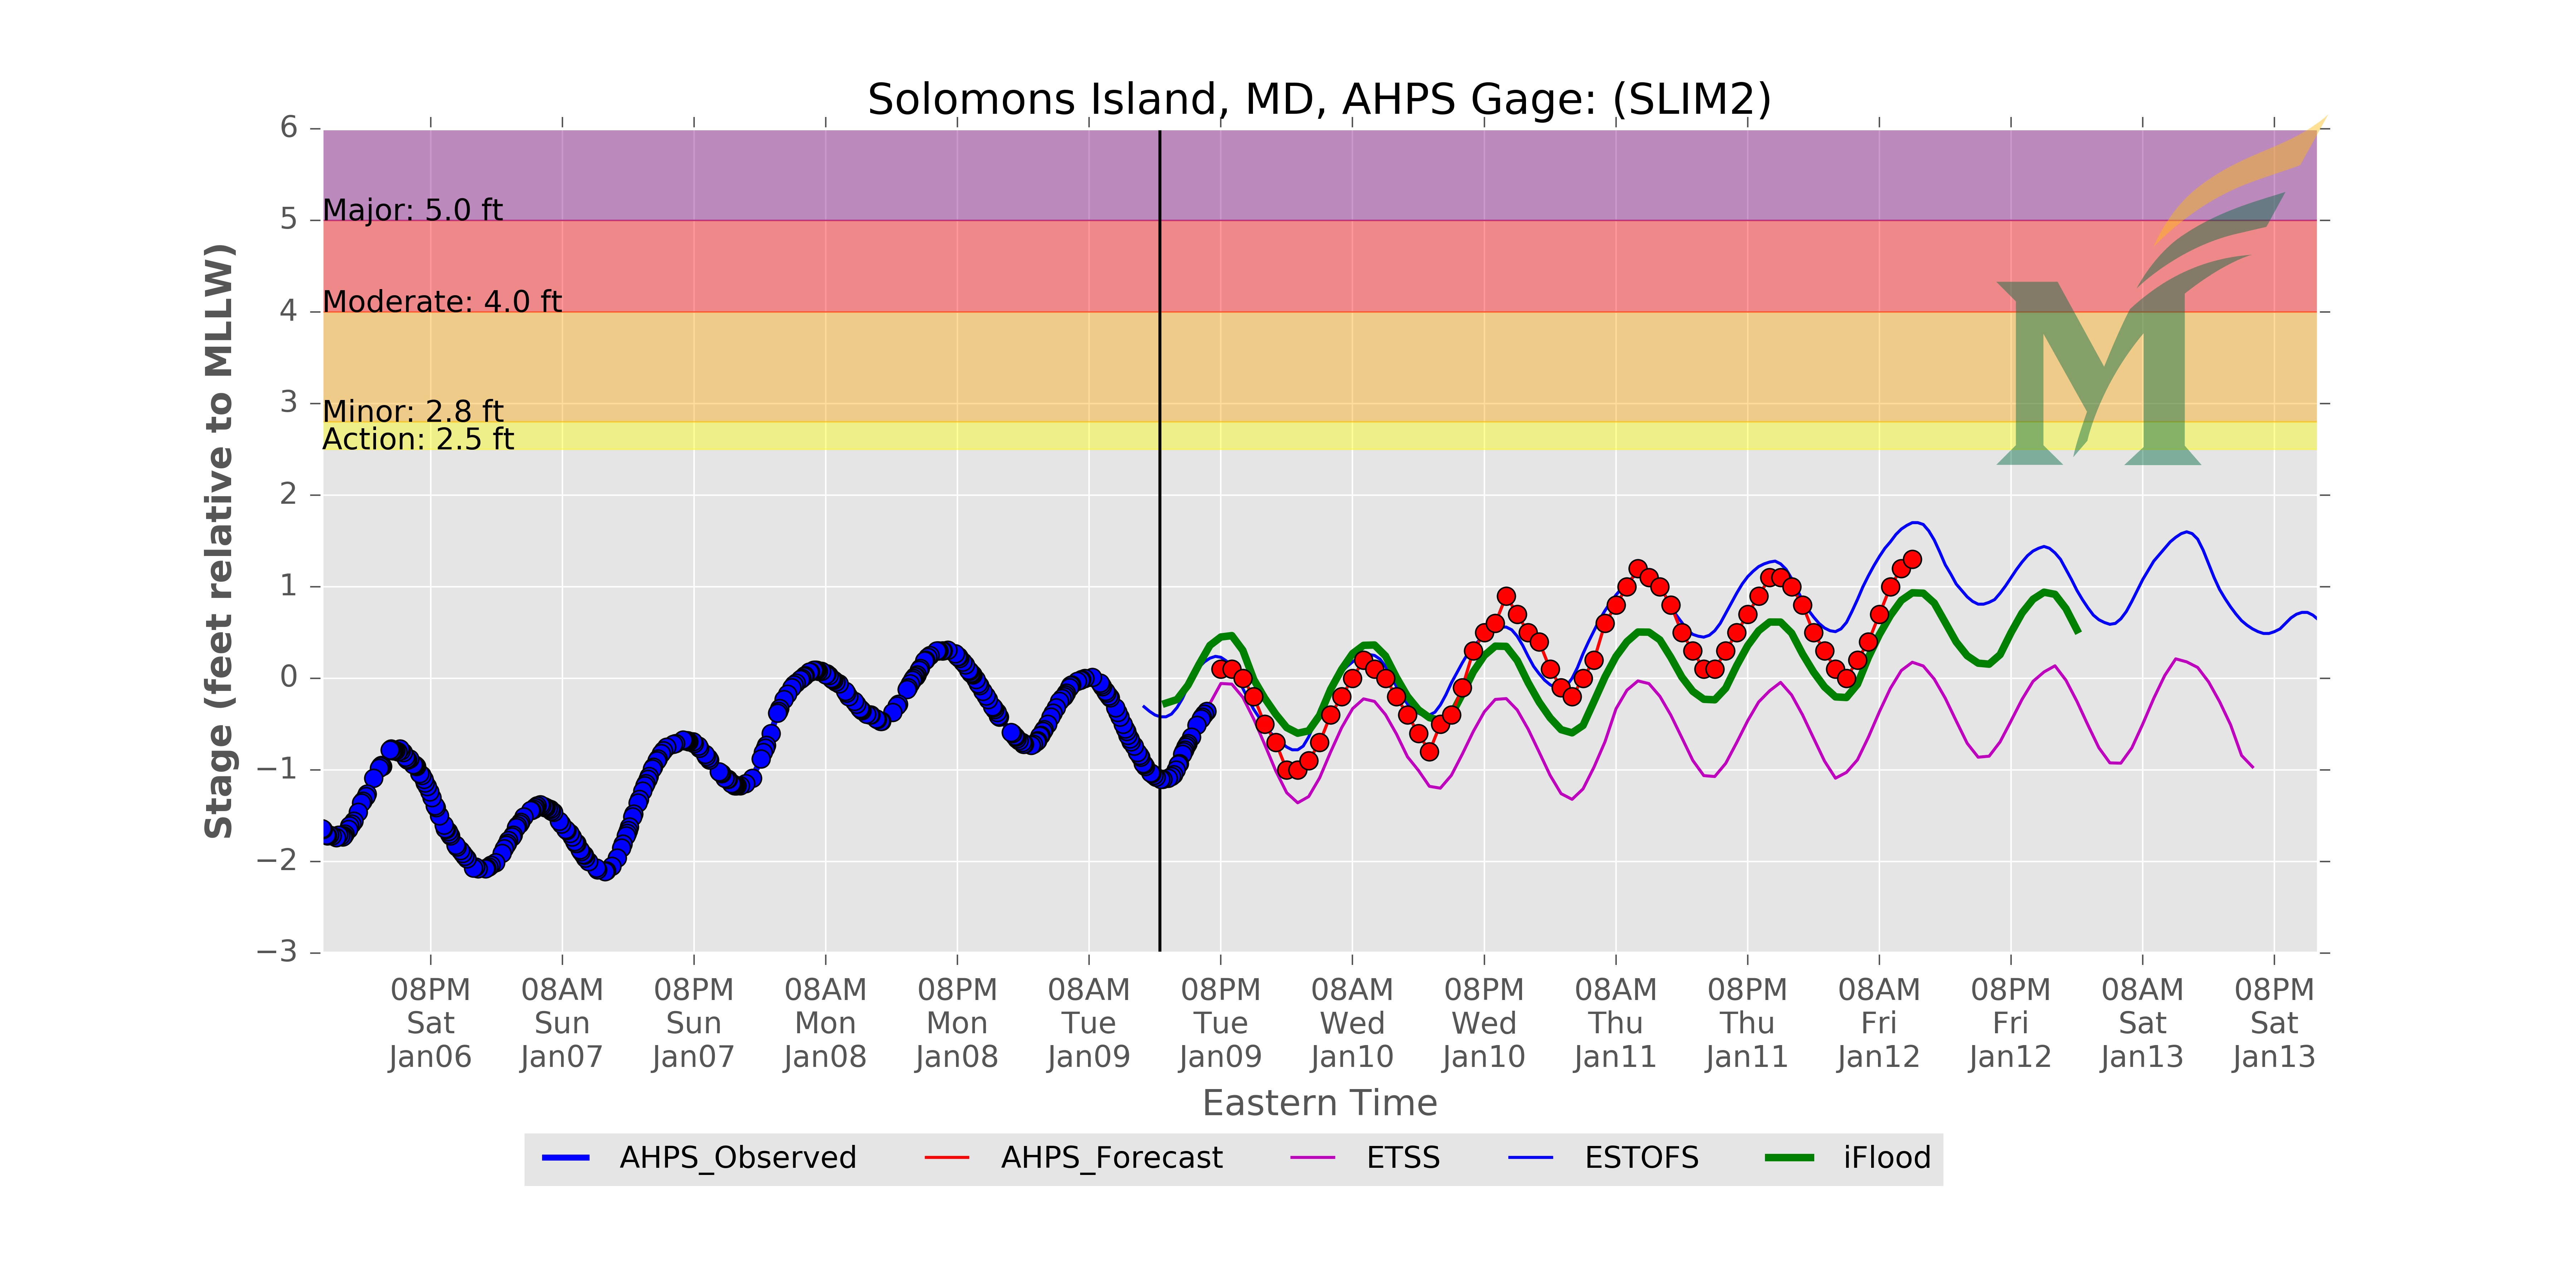 Solomons Island, MD, AHPS Gage: (SLIM2)
Stage (feet relative to MLLW)
6
5
4
3
2
1
0
−1
−2
−3
Major: 5.0 ft
Moderate: 4.0 ft
Minor: 2.8 ft
Action: 2.5 ft
M
08PM 08AM 08PM 08AM 08PM 08AM 08PM 08AM 08PM 08AM 08PM 08AM 08PM 08AM 08PM
Sat Sun Sun Mon Mon Tue Tue Wed Wed Thu Thu Fri Fri Sat Sat
Jan06 Jan07 Jan07 Jan08 Jan08 Jan09 Jan09 Jan10 Jan10 Jan11 Jan11 Jan12 Jan12 Jan13 Jan13
Eastern Time
AHPS_Observed AHPS_Forecast ETSS ESTOFS iFlood